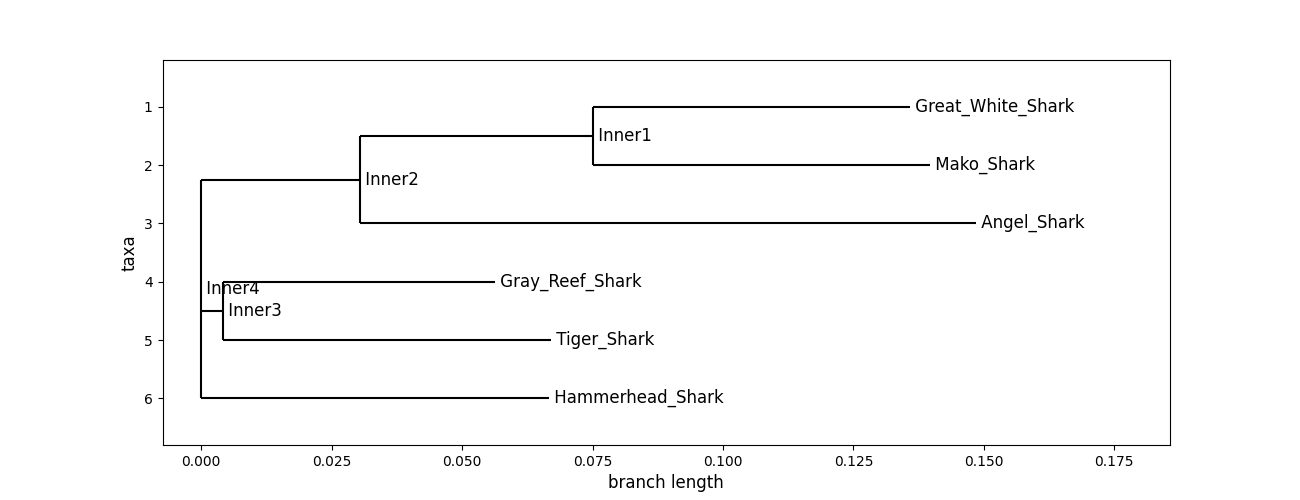 1
Great_White_Shark
Inner1
2
Mako_Shark
Inner2
3
Angel_Shark
taxa
4
Gray_Reef_Shark
Inner4
Inner3
5
Tiger_Shark
6
Hammerhead_Shark
0.000 0.025 0.050 0.075 0.100 0.125 0.150 0.175
branch length